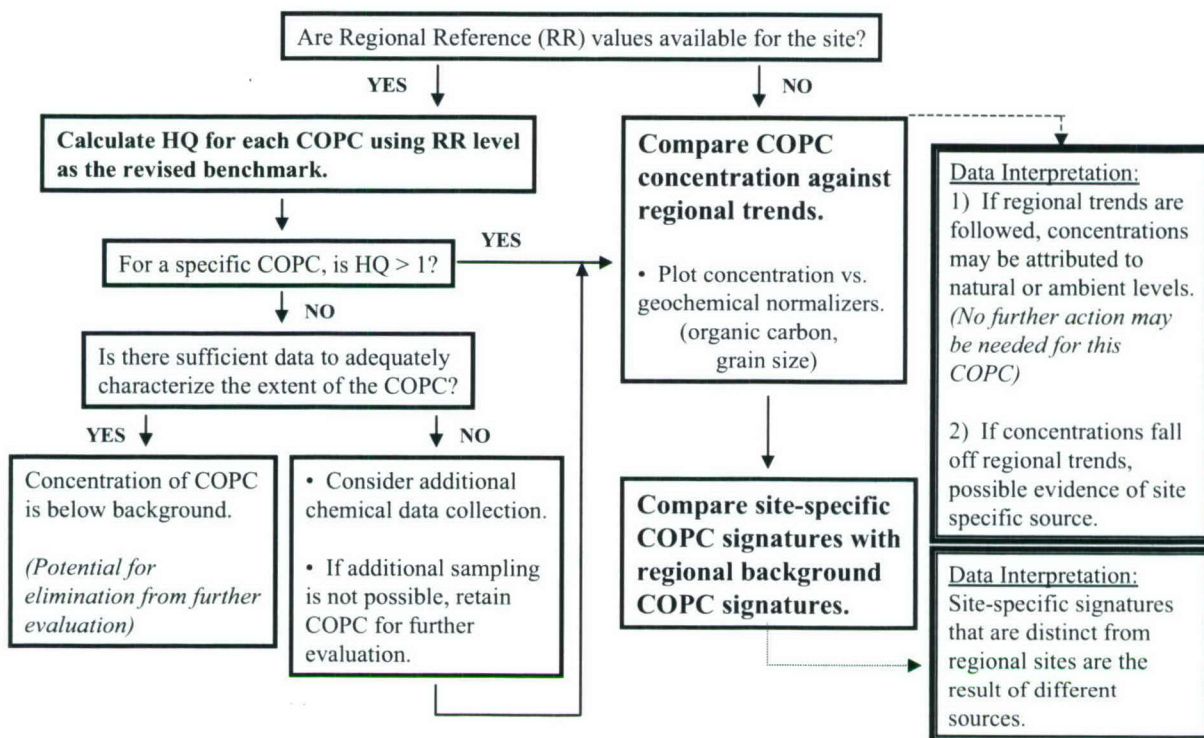 Are Regional Reference (RR) values available for the site?
YES
NO
Calculate HQ for each COPC using RR level
as the revised benchmark.
For a specific COPC, is HQ > 1?
YES
NO
Is there sufficient data to adequately
characterize the extent of the COPC?
YES
NO
Concentration of COPC
is below background.
(Potential for
elimination from further
evaluation)
• Consider additional
chemical data collection.
• If additional sampling
is not possible, retain
COPC for further
evaluation.
Compare COPC
concentration against
regional trends.
• Plot concentration vs.
geochemical normalizers.
(organic carbon,
grain size)
Compare site-specific
COPC signatures with
regional background
COPC signatures.
Data Interpretation:
1) If regional trends are
followed, concentrations
may be attributed to
natural or ambient levels.
(No further action may
be needed for this
COPC)
2) If concentrations fall
off regional trends,
possible evidence of site
specific source.
Data Interpretation:
Site-specific signatures
that are distinct from
regional sites are the
result of different
sources.